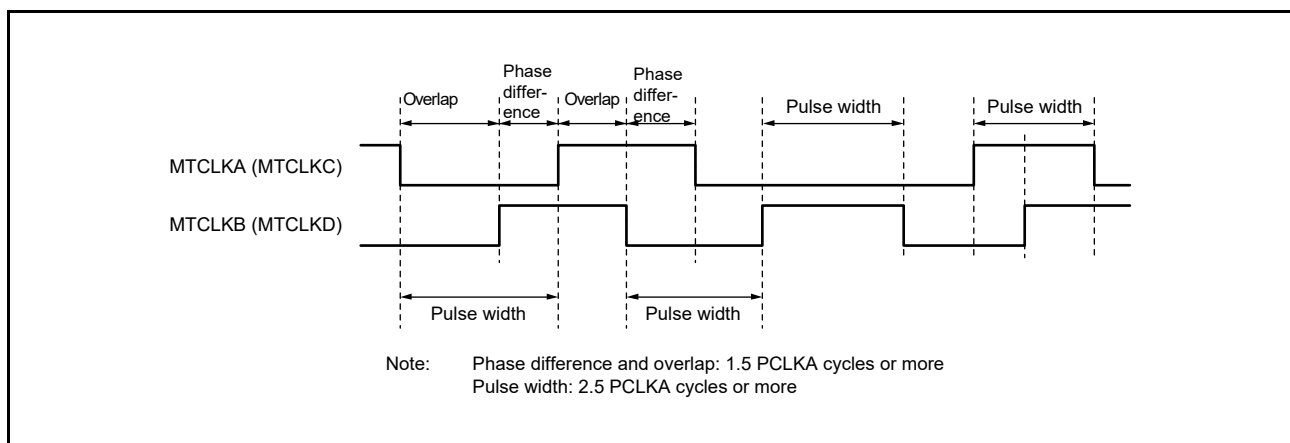 Overlap
Phase
differ-
ence
Overlap
Phase
differ-
ence
Pulse width
Pulse width
MTCLKA (MTCLKC)
MTCLKB (MTCLKD)
Pulse width
Pulse width
Note: Phase difference and overlap: 1.5 PCLKA cycles or more
Pulse width: 2.5 PCLKA cycles or more